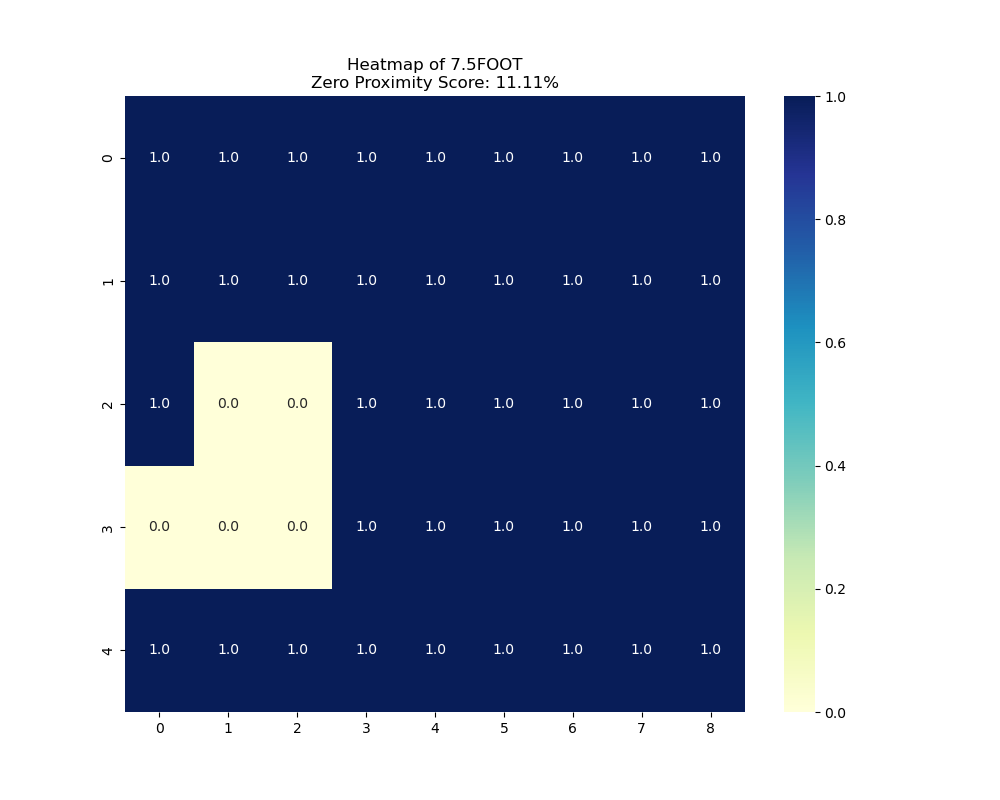 Heatmap of 7.5FOOT
Zero Proximity Score: 11.11%
0 1.0 1.0 1.0 1.0 1.0 1.0 1.0 1.0 1.0
1 1.0 1.0 1.0 1.0 1.0 1.0 1.0 1.0 1.0
2 1.0 0.0 0.0 1.0 1.0 1.0 1.0 1.0 1.0
3 0.0 0.0 0.0 1.0 1.0 1.0 1.0 1.0 1.0
4 1.0 1.0 1.0 1.0 1.0 1.0 1.0 1.0 1.0
0 1 2 3 4 5 6 7 8
1.0
0.8
0.6
0.4
0.2
0.0